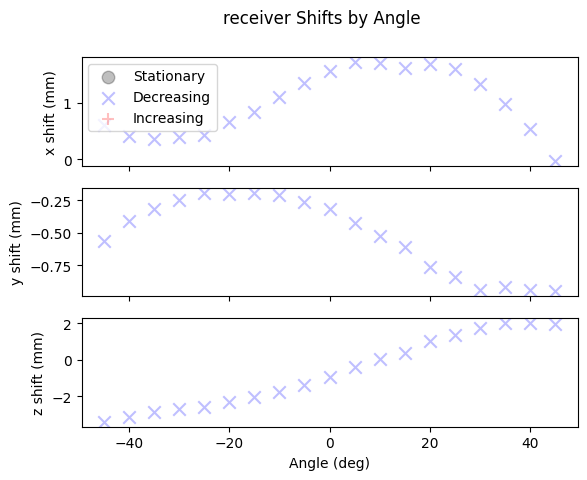 receiver Shifts by Angle
Stationary
Decreasing
Increasing
x shift (mm)
1
0
y shift (mm)
−0.25
−0.50
−0.75
z shift (mm)
2
0
−2
−40
−20
0
20
40
Angle (deg)